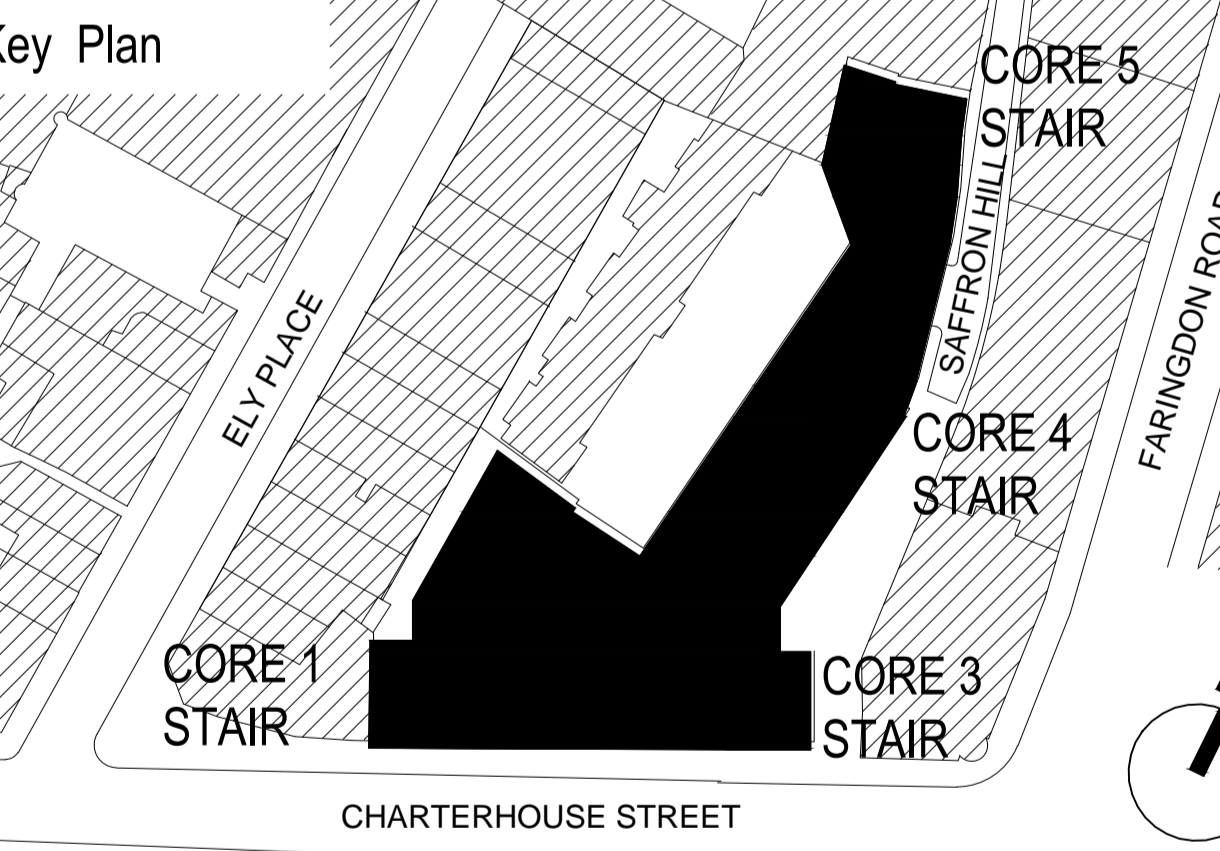 Key Plan
CORE 5
STAIR
SAFFRON HILL
FARINGDON ROAD
ELY PLACE
CORE 4
STAIR
CORE 1
STAIR
CORE 3
STAIR
CHARTERHOUSE STREET